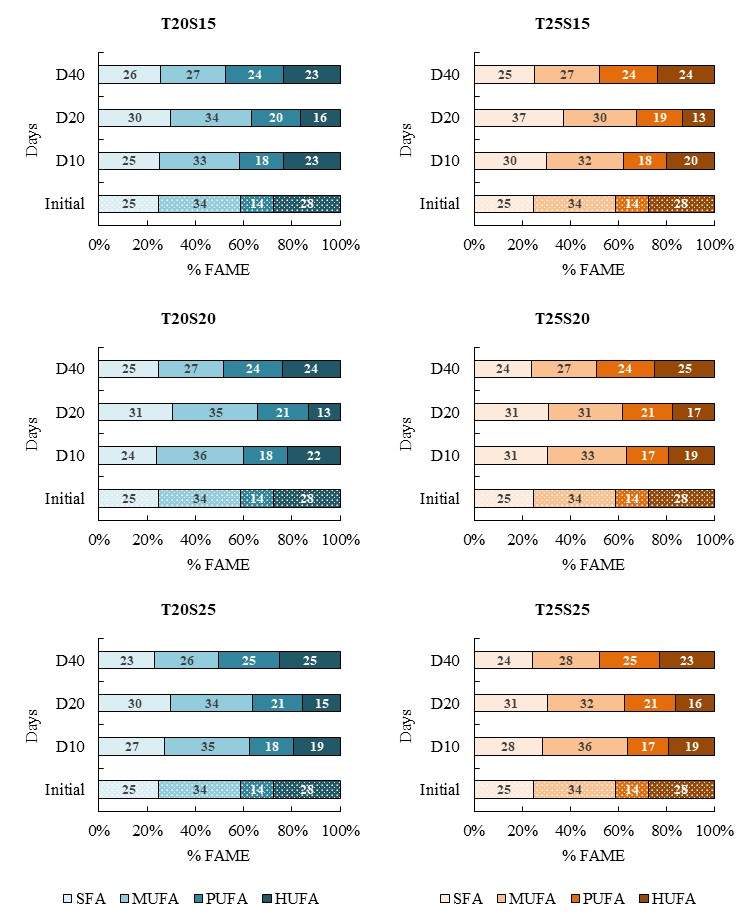 T20S15
T25S15
D40 26 27 24 23
D40 25 27 24 24
D20 30 34 20 16
D20 37 30 19 13
D10 25 33 18 23
D10 30 32 18 20
Initial 25 34 14 28
Initial 25 34 14 28
Days
Days
0% 20% 40% 60% 80% 100%
0% 20% 40% 60% 80% 100%
% FAME
% FAME
T20S20
T25S20
D40 25 27 24 24
D40 24 27 24 25
D20 31 35 21 13
D20 31 31 21 17
D10 24 36 18 22
D10 31 33 17 19
Initial 25 34 14 28
Initial 25 34 14 28
Days
Days
0% 20% 40% 60% 80% 100%
0% 20% 40% 60% 80% 100%
% FAME
% FAME
T20S25
T25S25
D40 23 26 25 25
D40 24 28 25 23
D20 30 34 21 15
D20 31 32 21 16
D10 27 35 18 19
D10 28 36 17 19
Initial 25 34 14 28
Initial 25 34 14 28
Days
Days
0% 20% 40% 60% 80% 100%
0% 20% 40% 60% 80% 100%
% FAME
% FAME
SFA MUFA PUFA HUFA
SFA MUFA PUFA HUFA